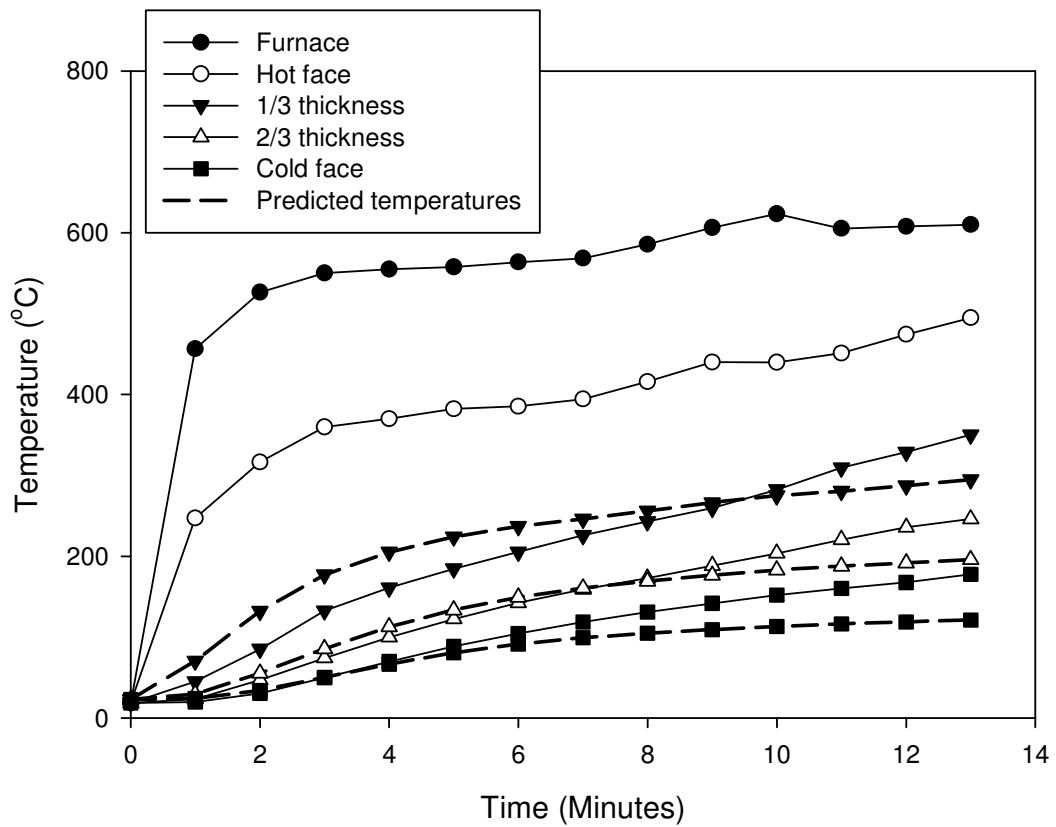 Furnace
Hot face
1/3 thickness
2/3 thickness
Cold face
Predicted temperatures
800
600
400
200
0
Temperature (°C)
0 2 4 6 8 10 12 14
Time (Minutes)